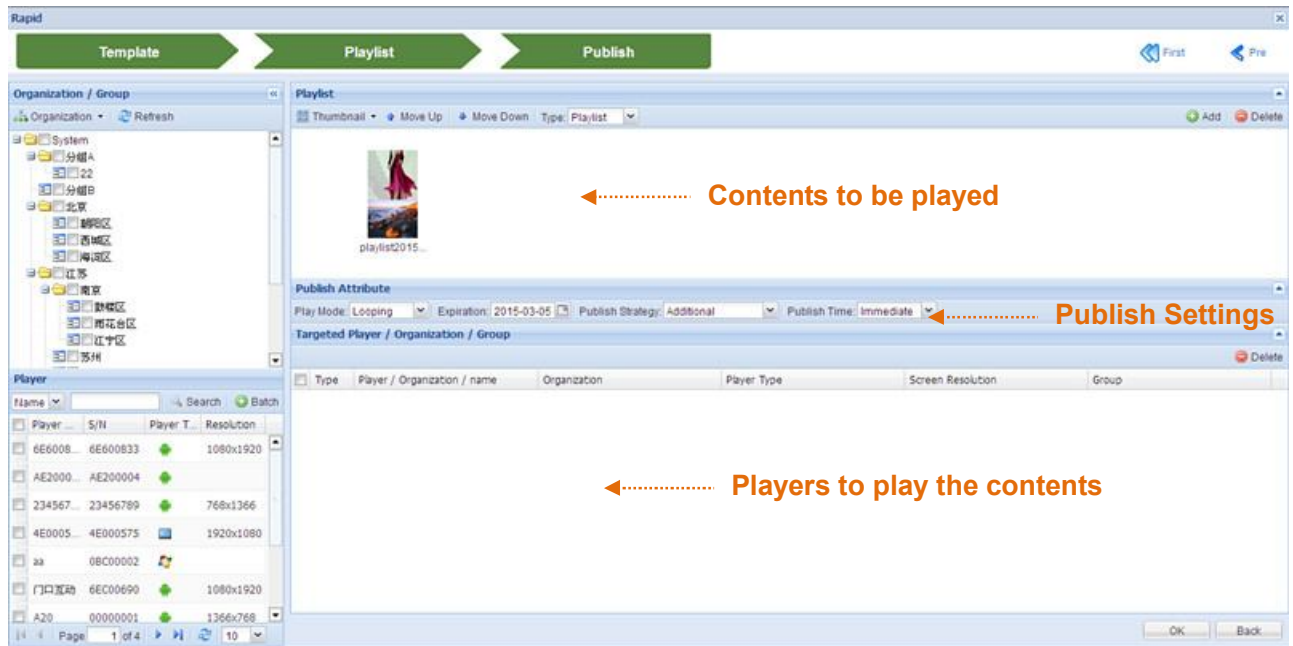 Rapid
Template Playlist Publish First Pre
Organization / Group
Organization Refresh
System
分组A
22
分组B
北京
朝阳区
西城区
海淀区
江苏
南京
鼓楼区
雨花台区
江宁区
苏州
Player
Name Search Batch
Player ... S/N Player T... Resolution
6E6008... 6E600833 1080x1920
AE2000... AE200004
234567... 23456789 768x1366
4E0005... 4E000575 1920x1080
aa 0BC00002
门口互动 6EC00690 1080x1920
A20 00000001 1366x768
Page 1 of 4 10
Playlist
Thumbnail Move Up Move Down Type: Playlist Add Delete
playlist2015...
Contents to be played
Publish Attribute
Play Mode: Looping Expiration: 2015-03-05 Publish Strategy: Additional Publish Time: Immediate
Publish Settings
Targeted Player / Organization / Group
Delete
Type Player / Organization / name Organization Player Type Screen Resolution Group
Players to play the contents
OK Back